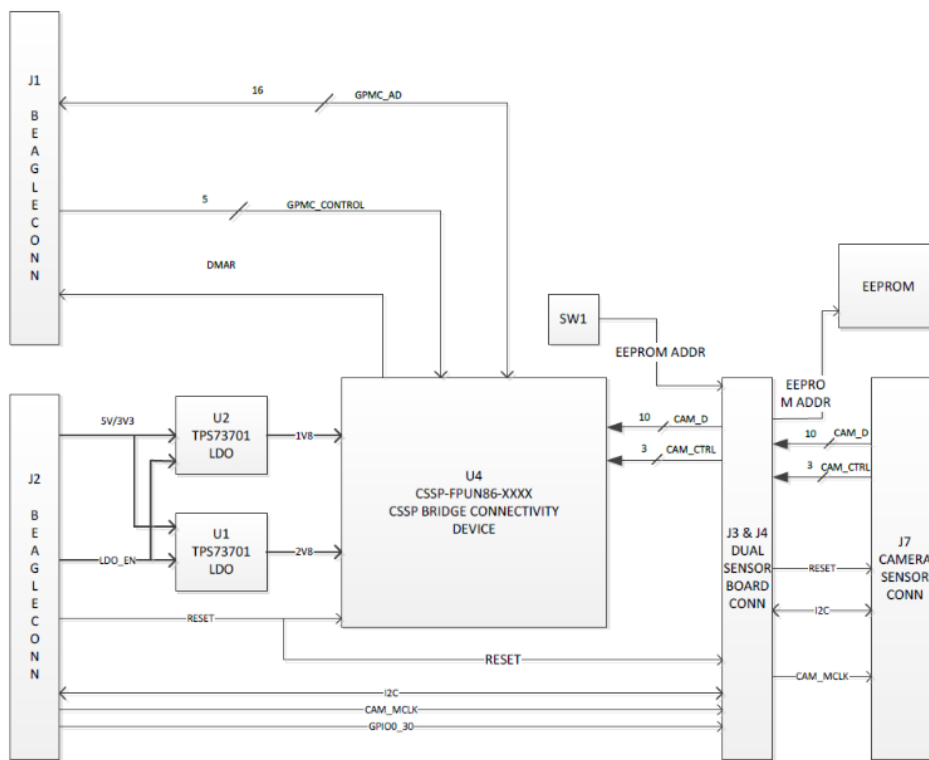 J1
B
E
A
G
L
E
C
O
N
N
16
GPMC_AD
5
GPMC_CONTROL
DMAR
SW1
EEPROM ADDR
EEPROM
EEPRO
M ADDR
J2
B
E
A
G
L
E
C
O
N
N
5V/3V3
U2
TPS73701
LDO
1V8
LDO_EN
U1
TPS73701
LDO
2V8
RESET
U4
CSSP-FPUN86-XXXX
CSSP BRIDGE CONNECTIVITY
DEVICE
10
CAM_D
3
CAM_CTRL
J3 & J4
DUAL
SENSOR
BOARD
CONN
10
CAM_D
3
CAM_CTRL
RESET
I2C
CAM_MCLK
J7
CAMERA
SENSOR
CONN
RESET
I2C
CAM_MCLK
GPIO0_30